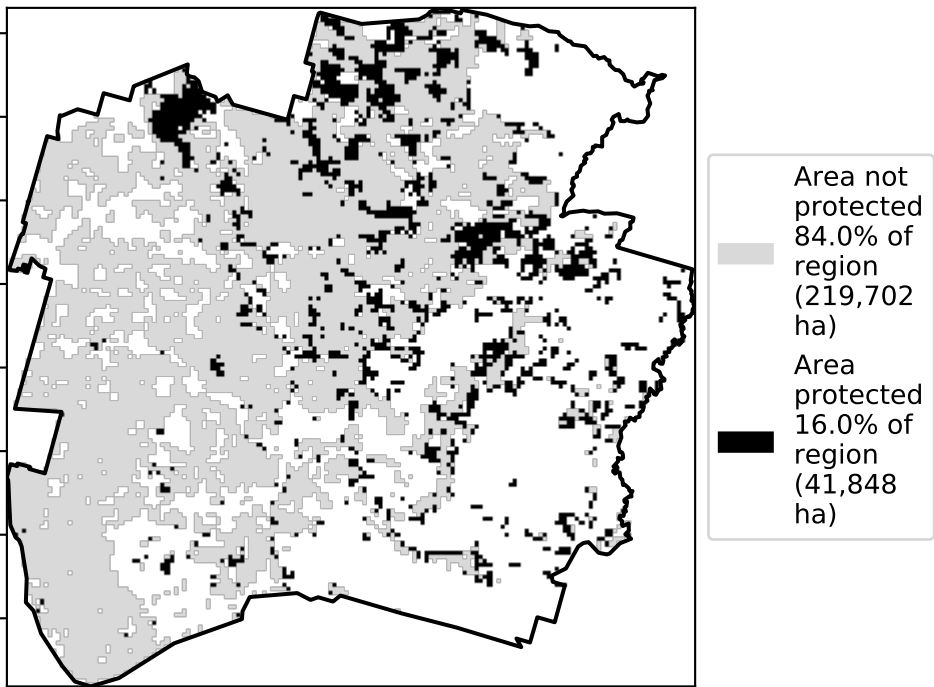 Area not
protected
84.0% of
region
(219,702
ha)
Area
protected
16.0% of
region
(41,848
ha)